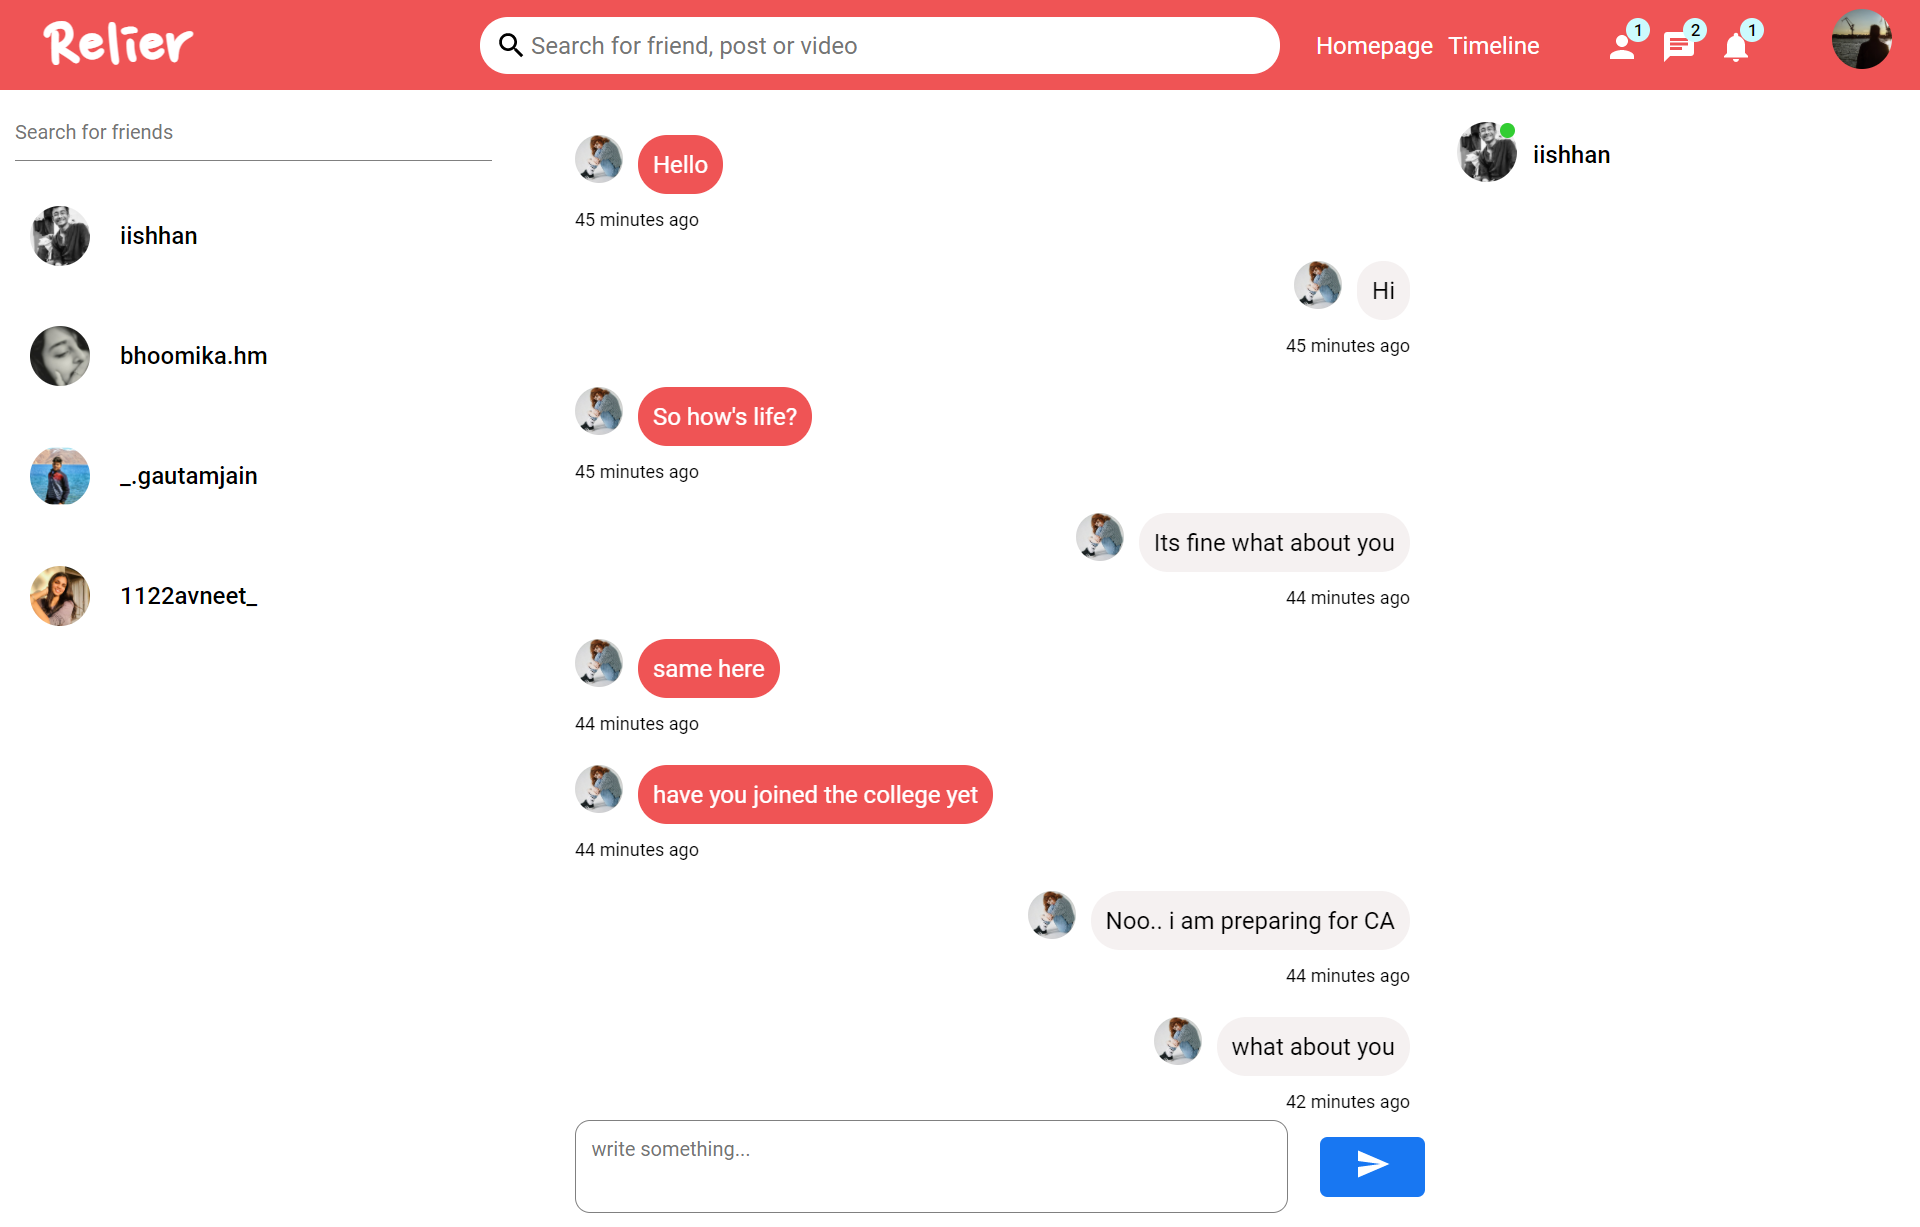 Relier
Search for friend, post or video
Homepage Timeline
1 2 1
Search for friends
iishhan
bhoomika.hm
_.gautamjain
1122avneet_
Hello
45 minutes ago
Hi
45 minutes ago
So how's life?
45 minutes ago
Its fine what about you
44 minutes ago
same here
44 minutes ago
have you joined the college yet
44 minutes ago
Noo.. i am preparing for CA
44 minutes ago
what about you
42 minutes ago
write something...
iishhan